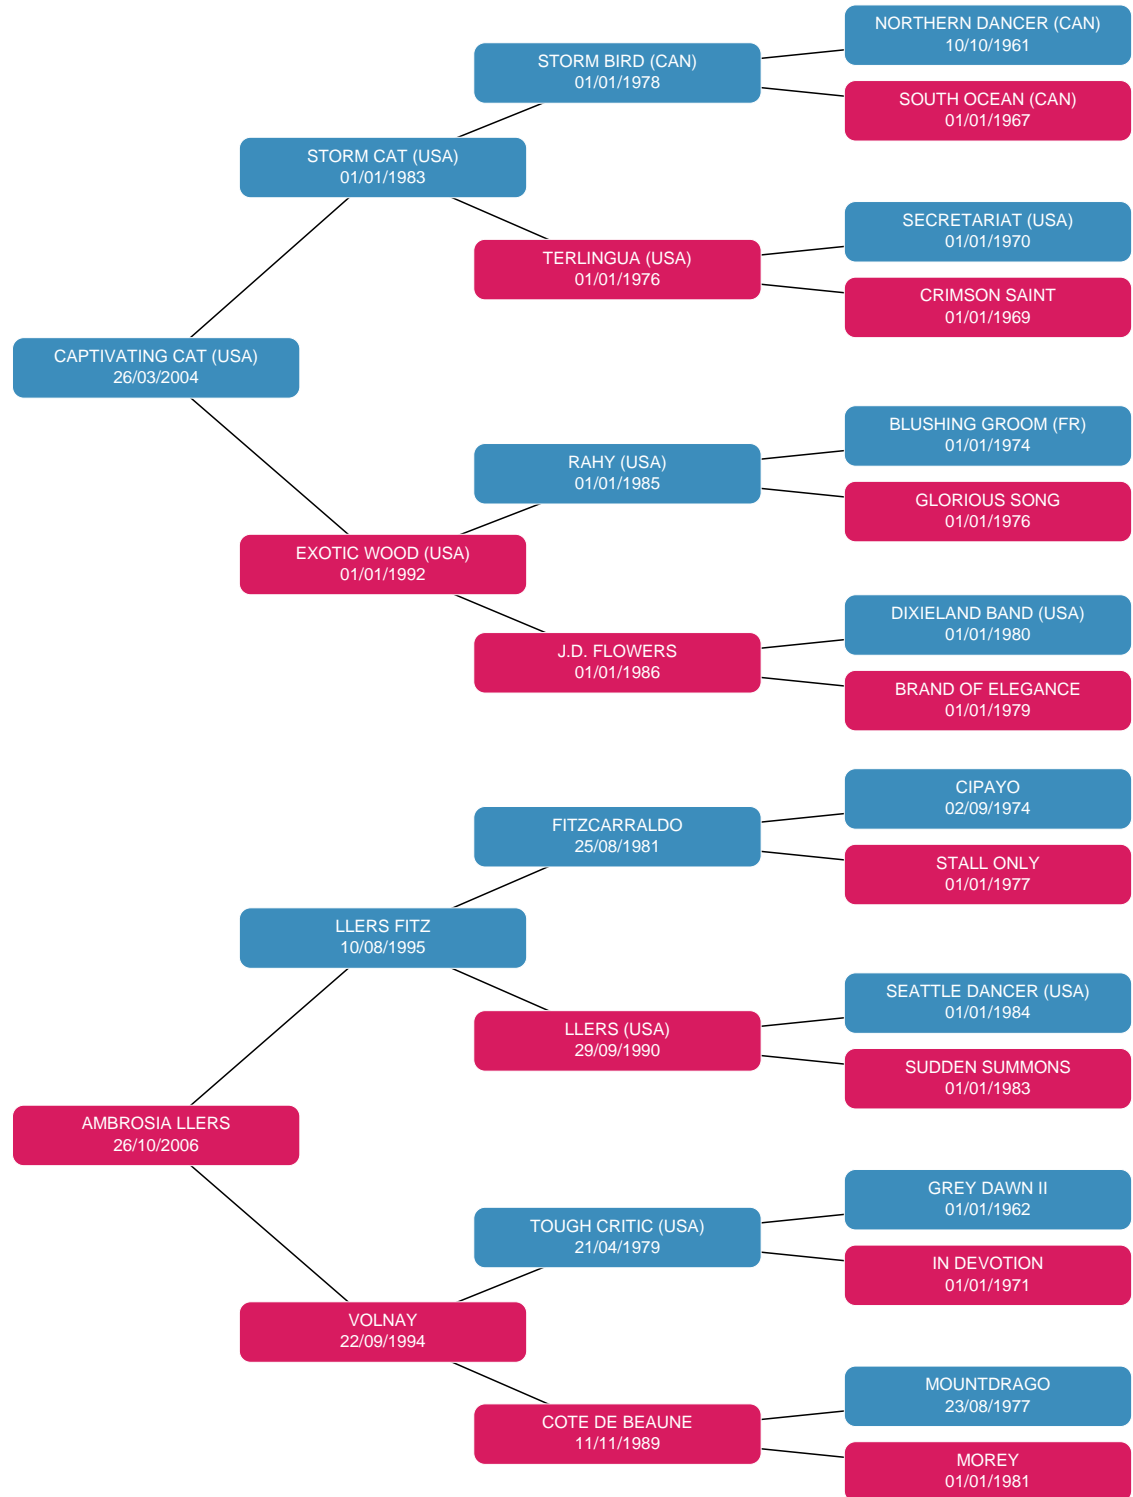 NORTHERN DANCER (CAN)
10/10/1961
STORM BIRD (CAN)
01/01/1978
SOUTH OCEAN (CAN)
01/01/1967
STORM CAT (USA)
01/01/1983
SECRETARIAT (USA)
01/01/1970
TERLINGUA (USA)
01/01/1976
CRIMSON SAINT
01/01/1969
CAPTIVATING CAT (USA)
26/03/2004
BLUSHING GROOM (FR)
01/01/1974
RAHY (USA)
01/01/1985
GLORIOUS SONG
01/01/1976
EXOTIC WOOD (USA)
01/01/1992
DIXIELAND BAND (USA)
01/01/1980
J.D. FLOWERS
01/01/1986
BRAND OF ELEGANCE
01/01/1979
CIPAYO
02/09/1974
FITZCARRALDO
25/08/1981
STALL ONLY
01/01/1977
LLERS FITZ
10/08/1995
SEATTLE DANCER (USA)
01/01/1984
LLERS (USA)
29/09/1990
SUDDEN SUMMONS
01/01/1983
AMBROSIA LLERS
26/10/2006
GREY DAWN II
01/01/1962
TOUGH CRITIC (USA)
21/04/1979
IN DEVOTION
01/01/1971
VOLNAY
22/09/1994
MOUNTDRAGO
23/08/1977
COTE DE BEAUNE
11/11/1989
MOREY
01/01/1981